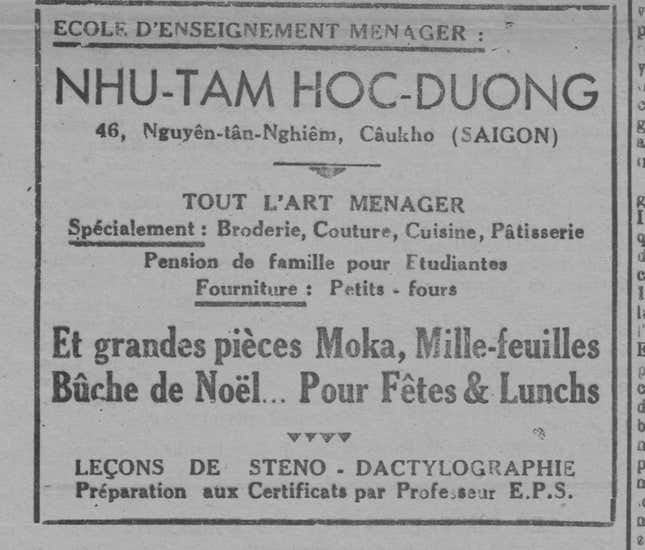 ECOLE D'ENSEIGNEMENT MENAGER :
NHU-TAM HOC-DUONG
46, Nguyên-tân-Nghiêm, Câukho (SAIGON)
TOUT L'ART MENAGER
Spécialement : Broderie, Couture, Cuisine, Pâtisserie
Pension de famille pour Etudiantes
Fourniture : Petits - fours
Et grandes pièces Moka, Mille-feuilles
Bûche de Noël... Pour Fêtes & Lunchs
LEÇONS DE STENO - DACTYLOGRAPHIE
Préparation aux Certificats par Professeur E.P.S.